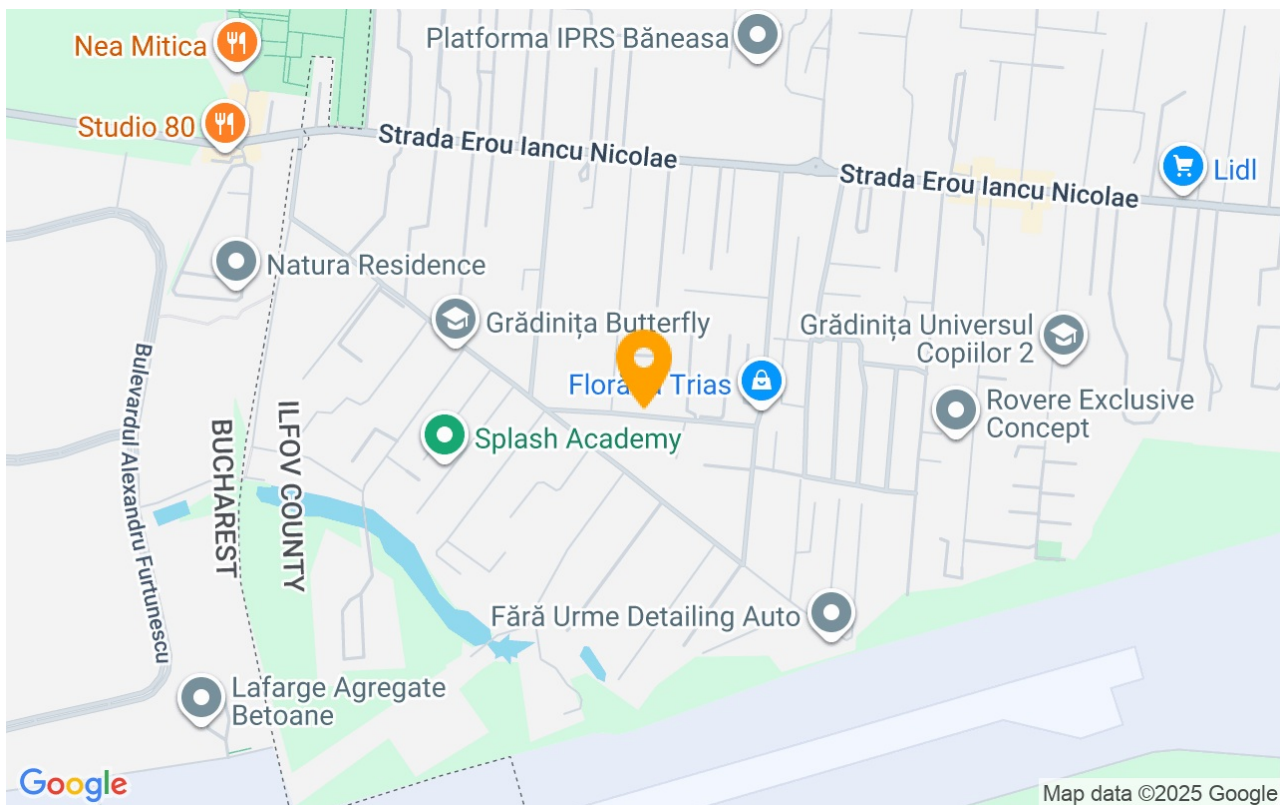 Nea Mitica
Platforma IPRS Băneasa
Studio 80
Strada Erou Iancu Nicolae
Strada Erou Iancu Nicolae
Lidl
Natura Residence
Grădinița Butterfly
Grădinița Universul
Copiilor 2
Trias
Rovere Exclusive
Concept
Splash Academy
Bulevardul Alexandru Furtunescu
BUCHAREST
ILFOV COUNTY
Fără Urme Detailing Auto
Lafarge Agregate
Betoane
Google
Map data ©2025 Google